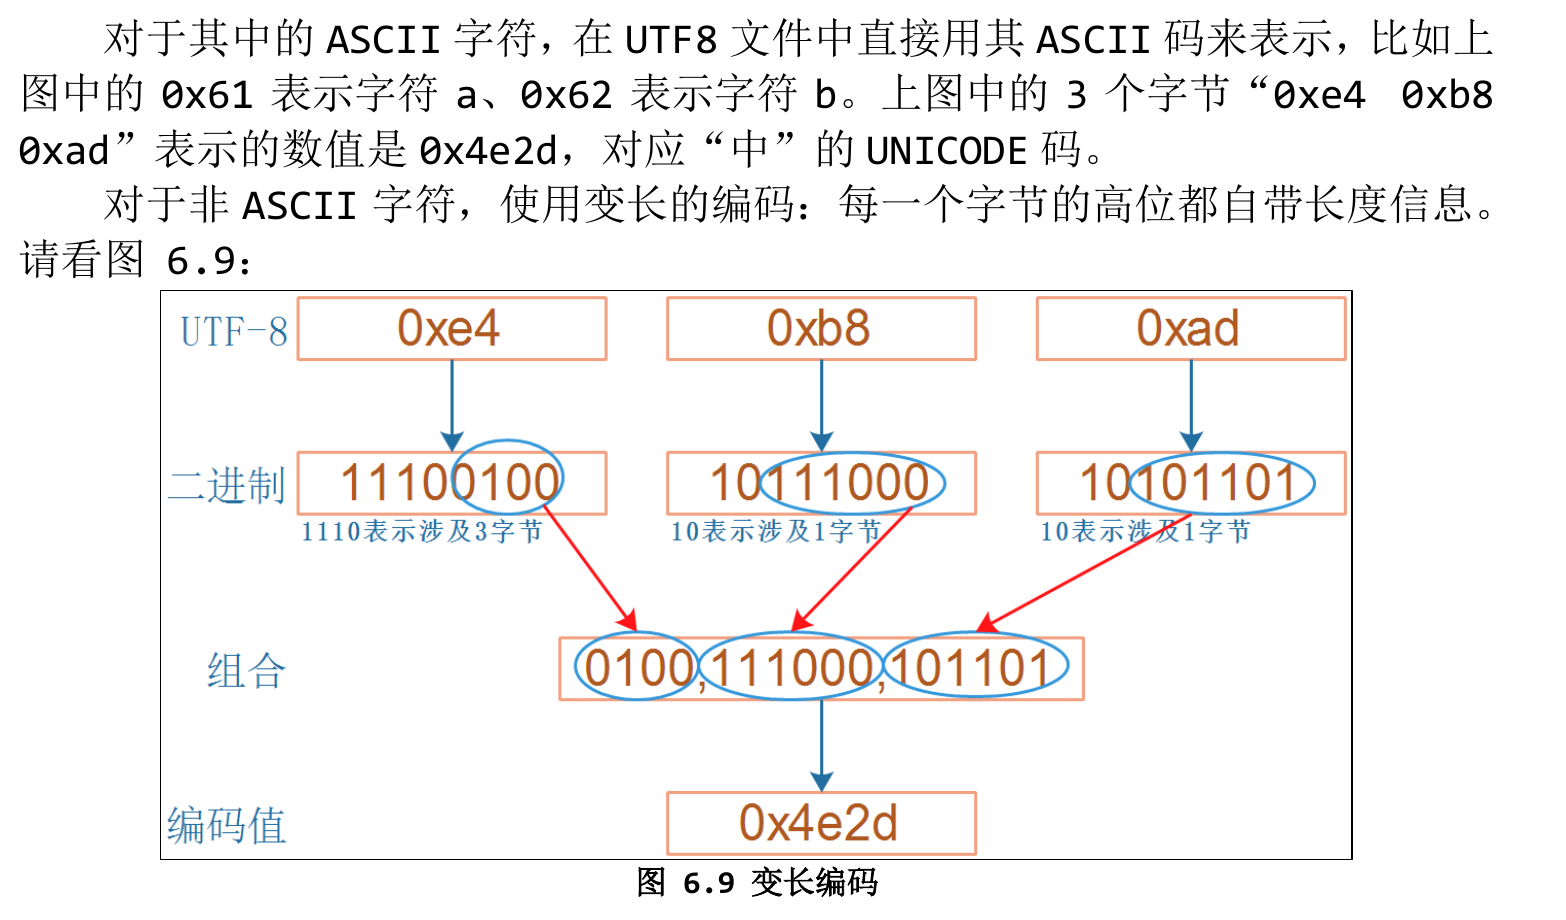 对于其中的 ASCII 字符，在 UTF8 文件中直接用其 ASCII 码来表示，比如上
图中的 0x61 表示字符 a、0x62 表示字符 b。上图中的 3 个字节“0xe4 0xb8
0xad”表示的数值是 0x4e2d，对应“中”的 UNICODE 码。
对于非 ASCII 字符，使用变长的编码：每一个字节的高位都自带长度信息。
请看图 6.9：
UTF-8 0xe4 0xb8 0xad
二进制 11100100 10111000 10101101
1110表示涉及3字节 10表示涉及1字节 10表示涉及1字节
组合 0100,111000,101101
编码值 0x4e2d
图 6.9 变长编码